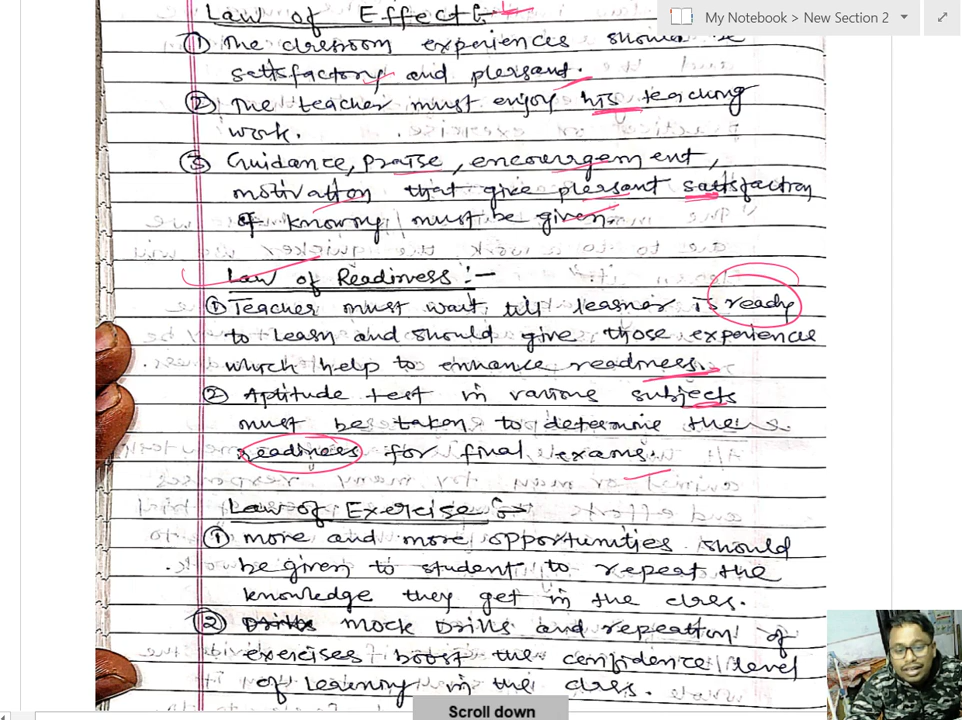 My Notebook > New Section 2
Law of Effect :-
① The classroom experiences should be
satisfactory and pleasant.
② The teacher must enjoy his teaching
work.
③ Guidance, praise, encouragement,
motivation that give pleasant satisfaction
of knowing must be given.
Law of Readiness :-
① Teacher must wait till learner is ready
to learn and should give those experiences
which help to enhance readiness.
② Aptitude test in various subjects
must be taken to determine the
readiness for final exams.
Law of Exercise :-
① more and more opportunities should
be given to student to repeat the
knowledge they get in the class.
② mock Drills and repeation of
exercises boost the confidence level
of learning in the class.
Scroll down